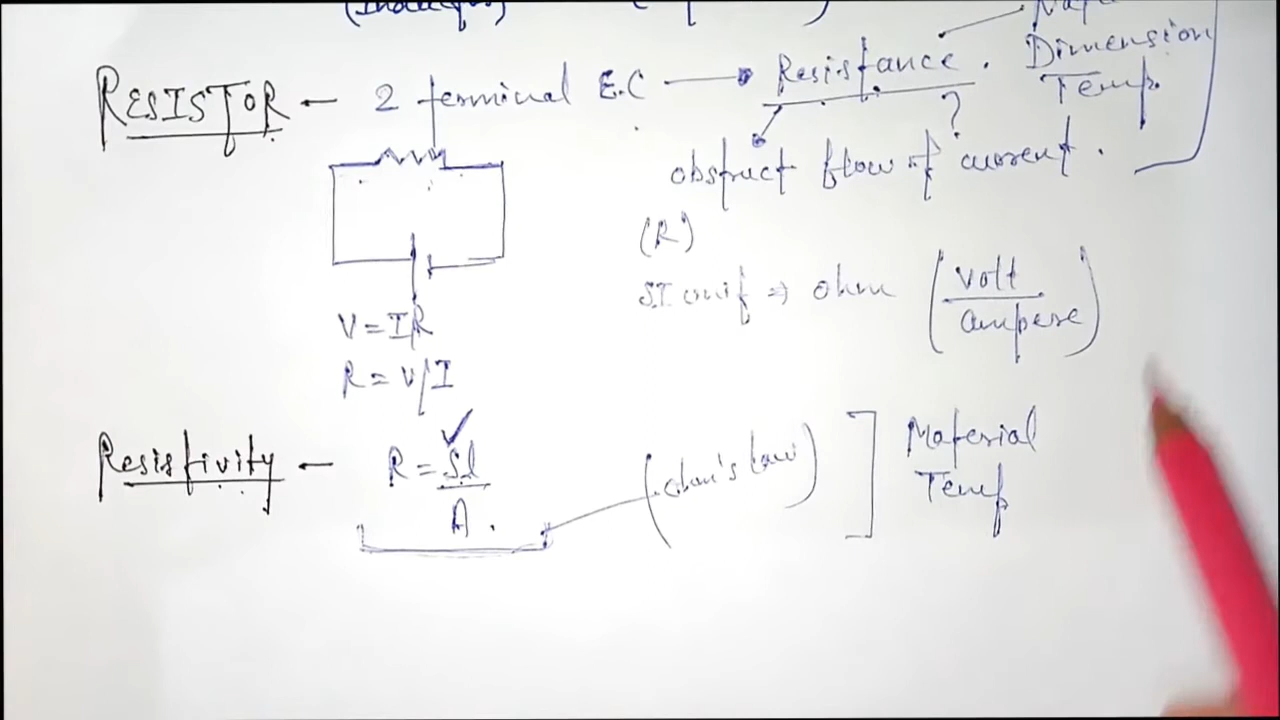 RESISTOR - 2 terminal E.C → Resistance. Dimension
Temp.
?
obstruct flow of current.
(R)
S.I. unit ⇒ ohm (volt/ampere)
V=IR
R = V/I
Resistivity - R = ρl/A. (ohm's law) ] Material
Temp